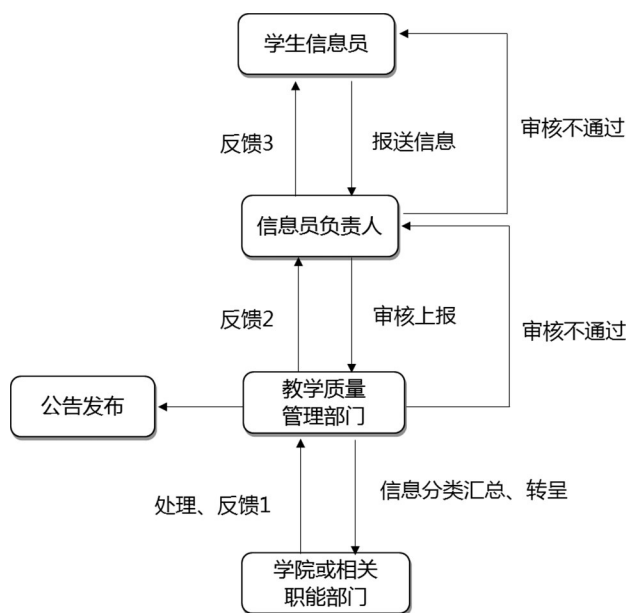 学生信息员
反馈3
报送信息
审核不通过
信息员负责人
反馈2
审核上报
审核不通过
公告发布
教学质量
管理部门
处理、反馈1
信息分类汇总、转呈
学院或相关
职能部门